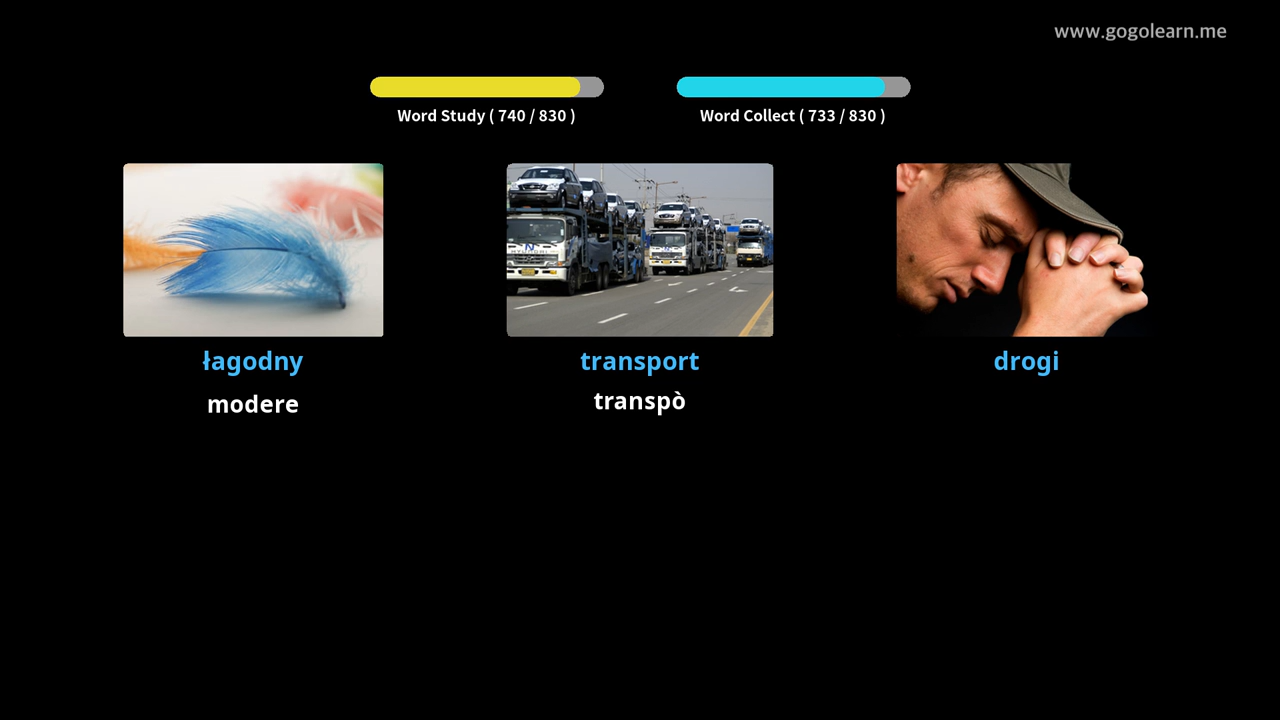 www.gogolearn.me
Word Study ( 740 / 830 )
Word Collect ( 733 / 830 )
łagodny
transport
drogi
modere
transpò